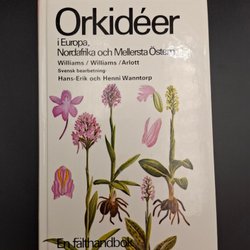 Orkidéer
i Europa,
Nordafrika och Mellersta Östern
Williams / Williams / Arlott
Svensk bearbetning:
Hans-Erik och Henni Wanntorp
En fälthandbok